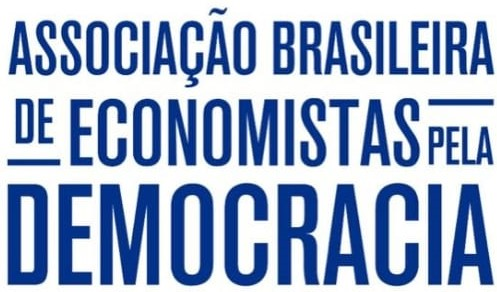 ASSOCIAÇÃO BRASILEIRA
DE ECONOMISTAS PELA
DEMOCRACIA